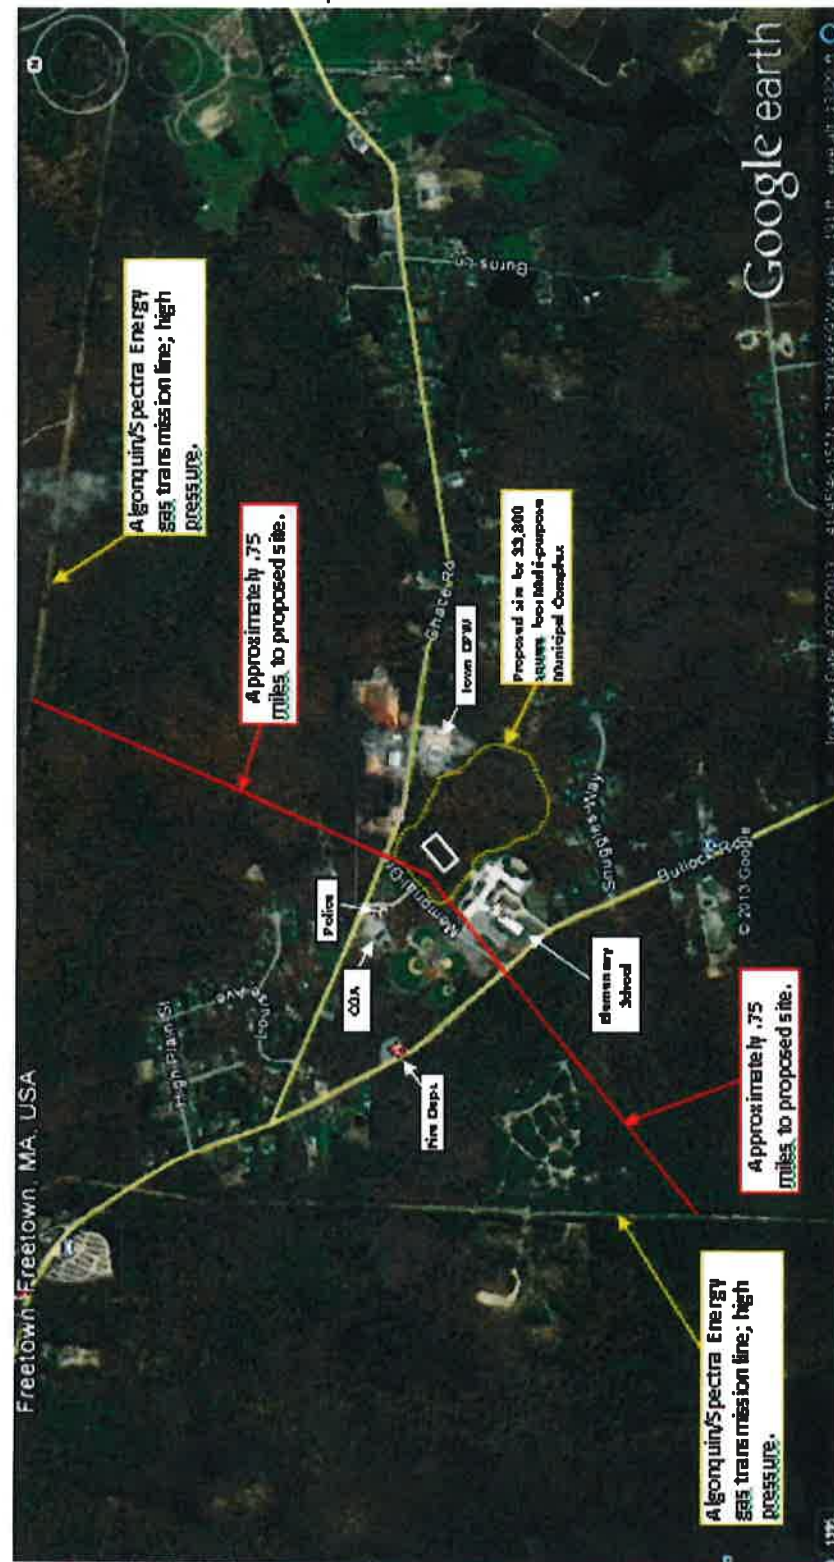 Freetown Freetown, MA, USA
Algonquin/Spectra Energy
gas transmission line; high
pressure.
Approximately .75
miles to proposed site.
High Plain St
Ave
Police
COA
Memorial Dr
Chace Rd
Town DPW
Burns Ln
Fire Dept.
Proposed site for 33,800
square foot Multi-purpose
Municipal Complex
Elementary
School
Snuggles Way
Bullock Rd
© 2013 Google
Google earth
Approximately .75
miles to proposed site.
Algonquin/Spectra Energy
gas transmission line; high
pressure.
1995